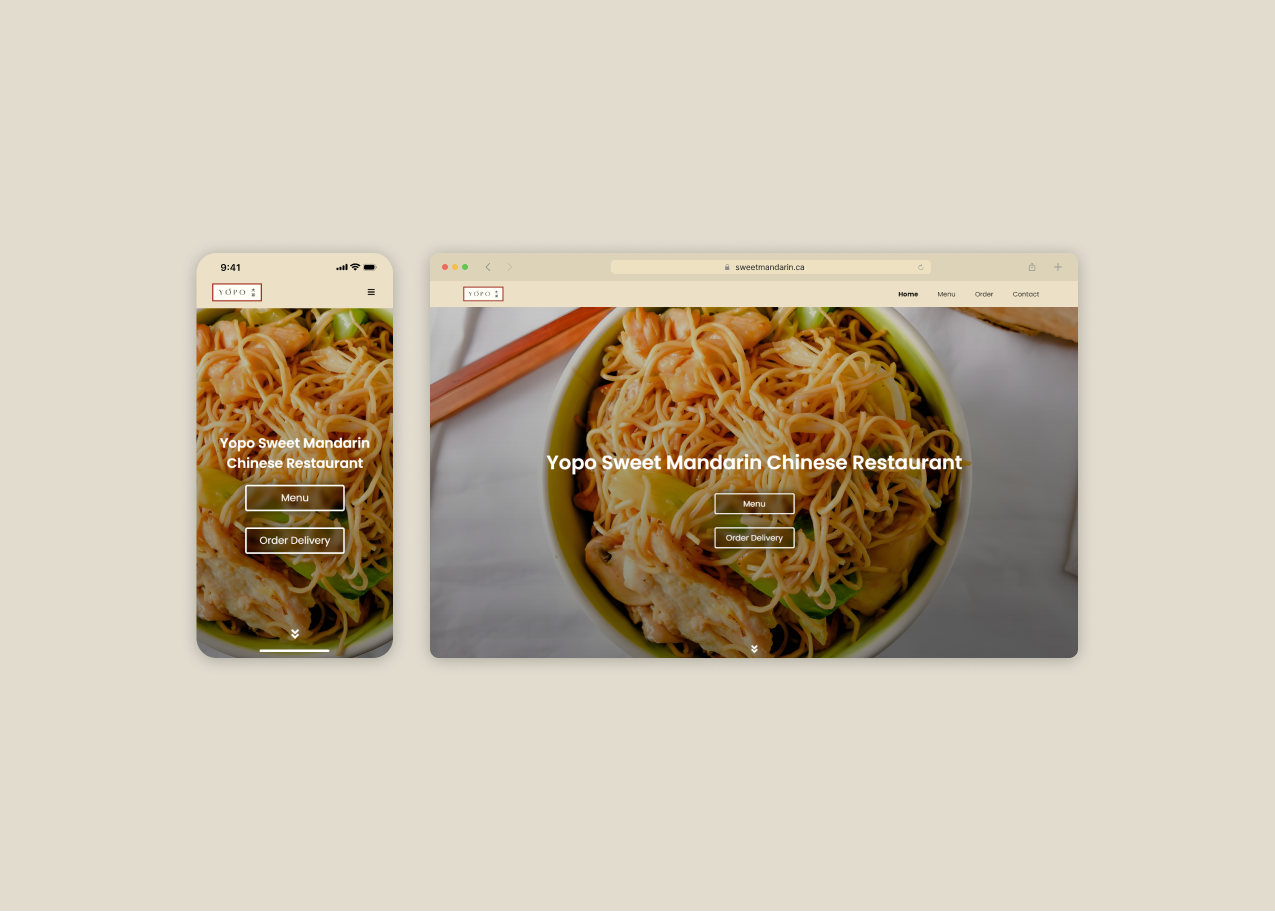 9:41
YOPO
Yopo Sweet Mandarin
Chinese Restaurant
Menu
Order Delivery
sweetmandarin.ca
YOPO
Home Menu Order Contact
Yopo Sweet Mandarin Chinese Restaurant
Menu
Order Delivery